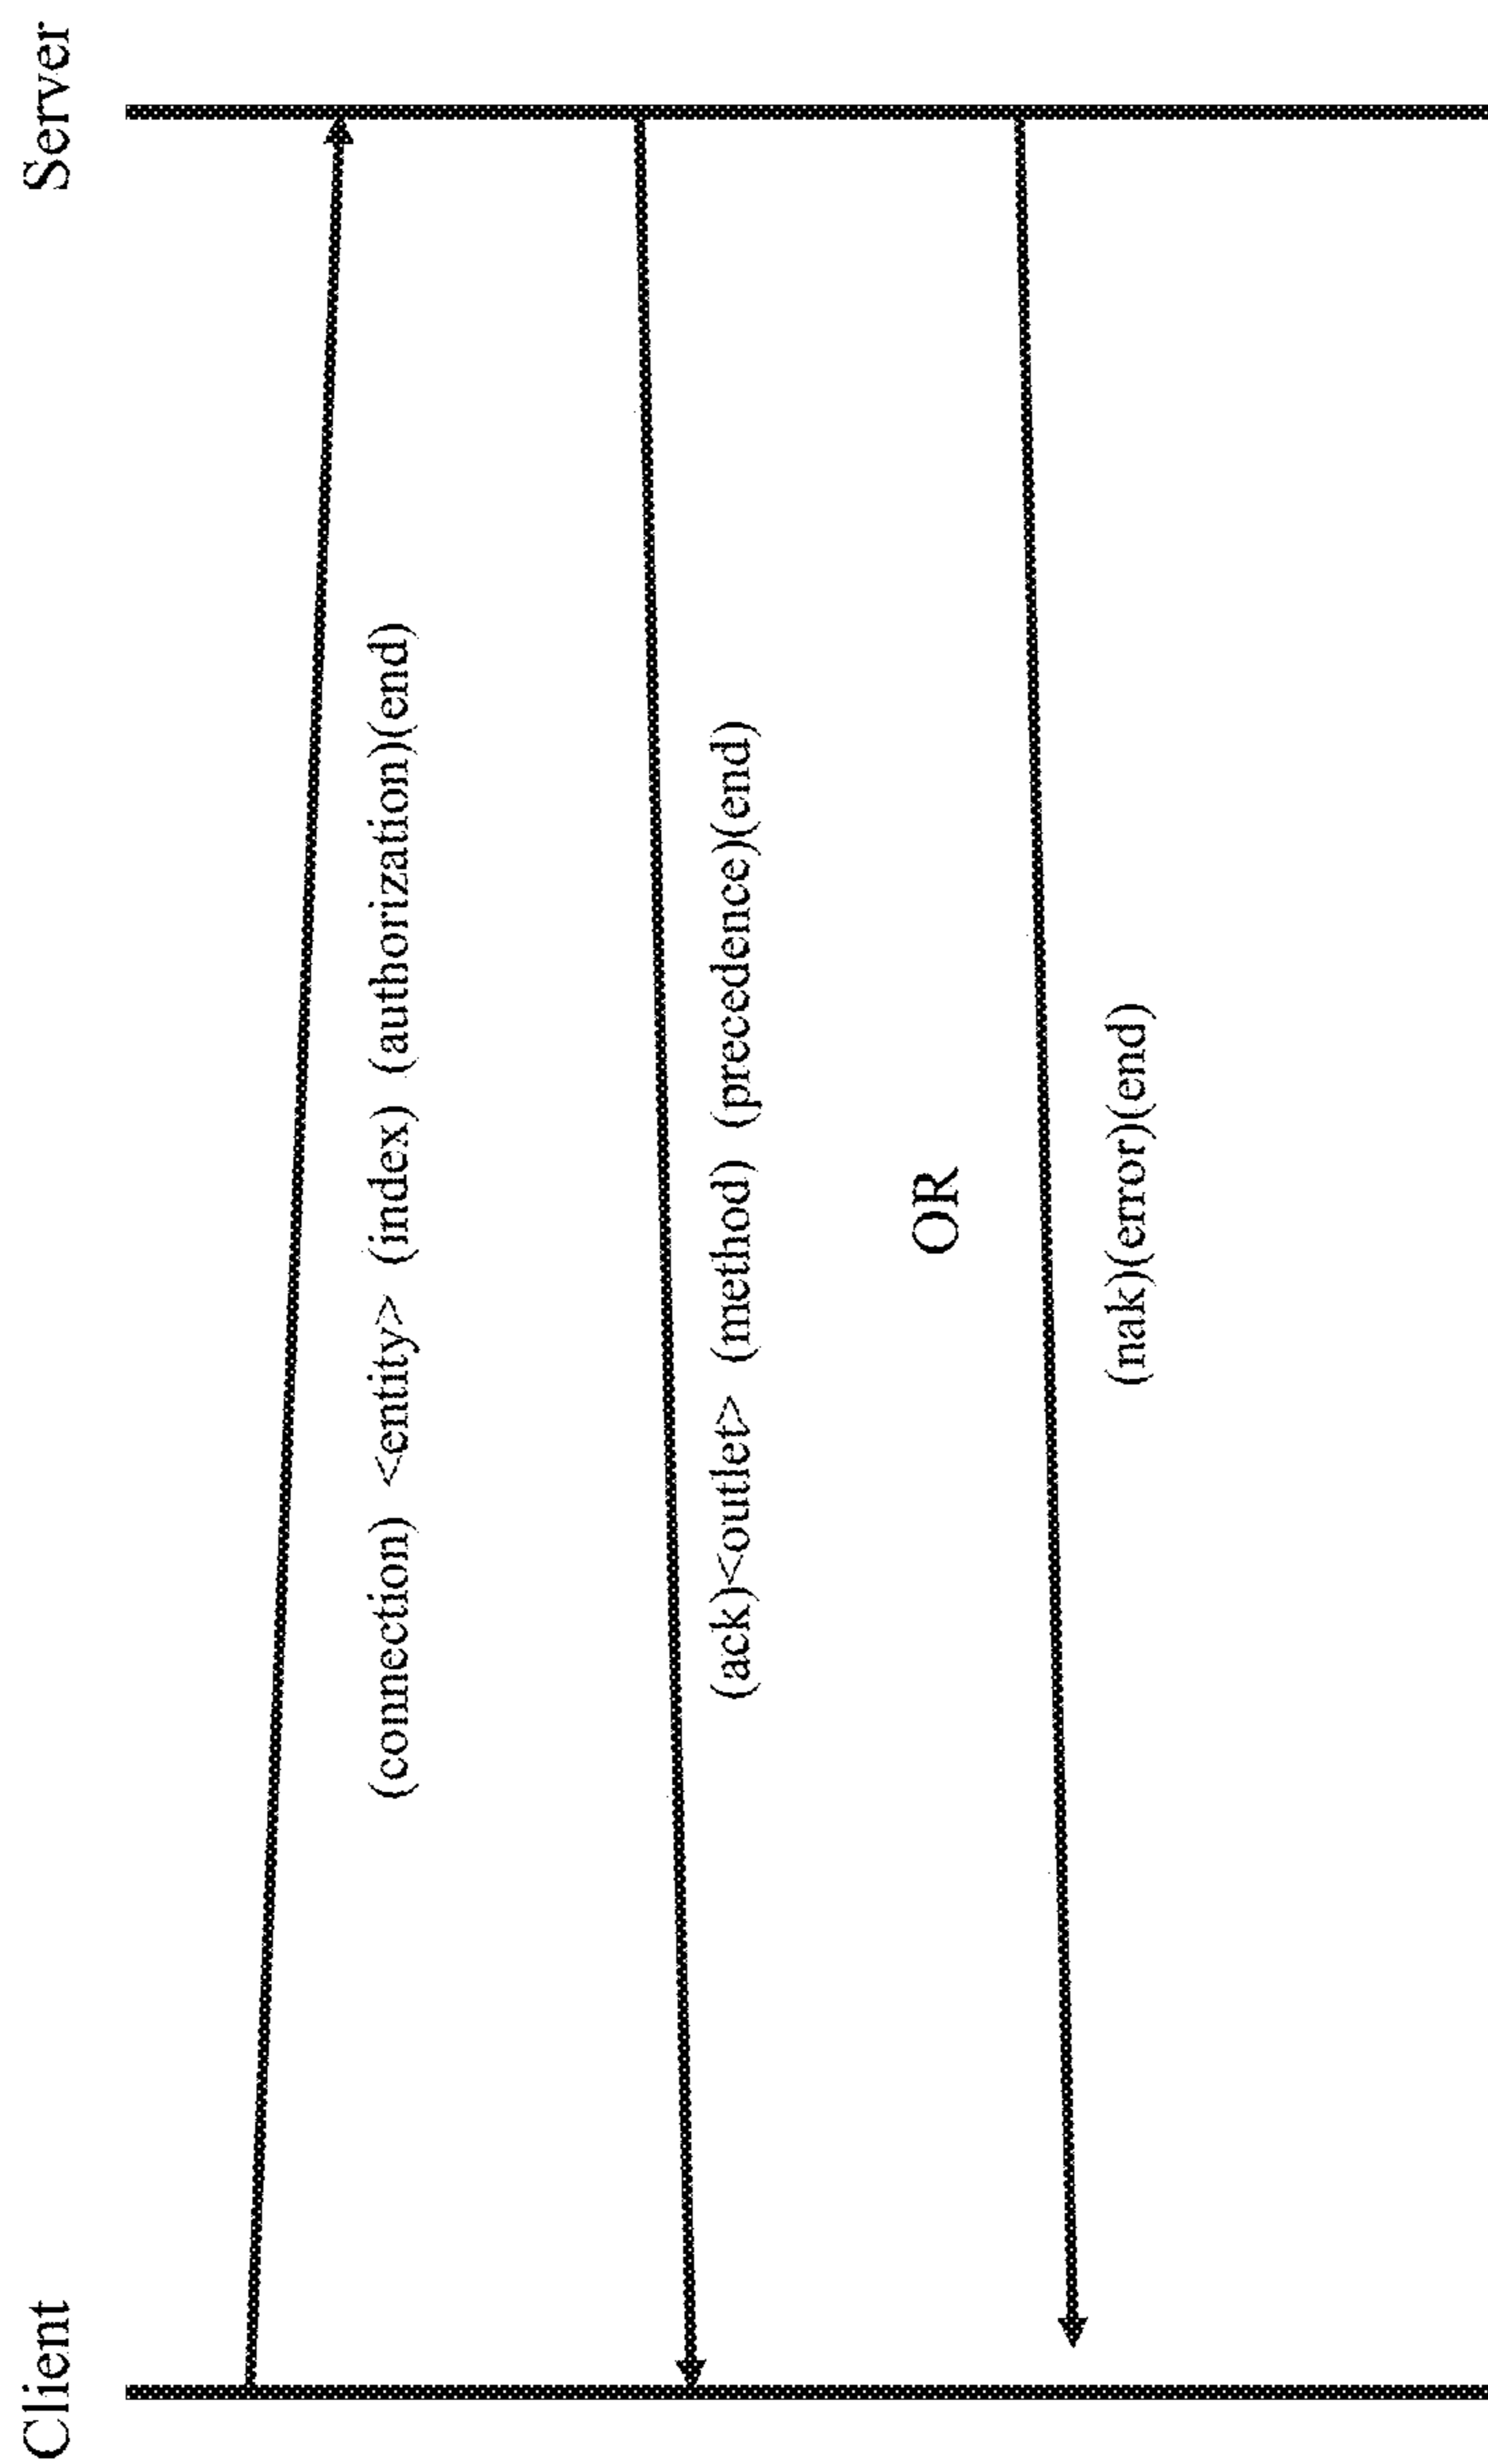 Client
Server
(connection) <entity> (index) (authorization)(end)
(ack)<outlet> (method) (precedence)(end)
OR
(nak)(error)(end)